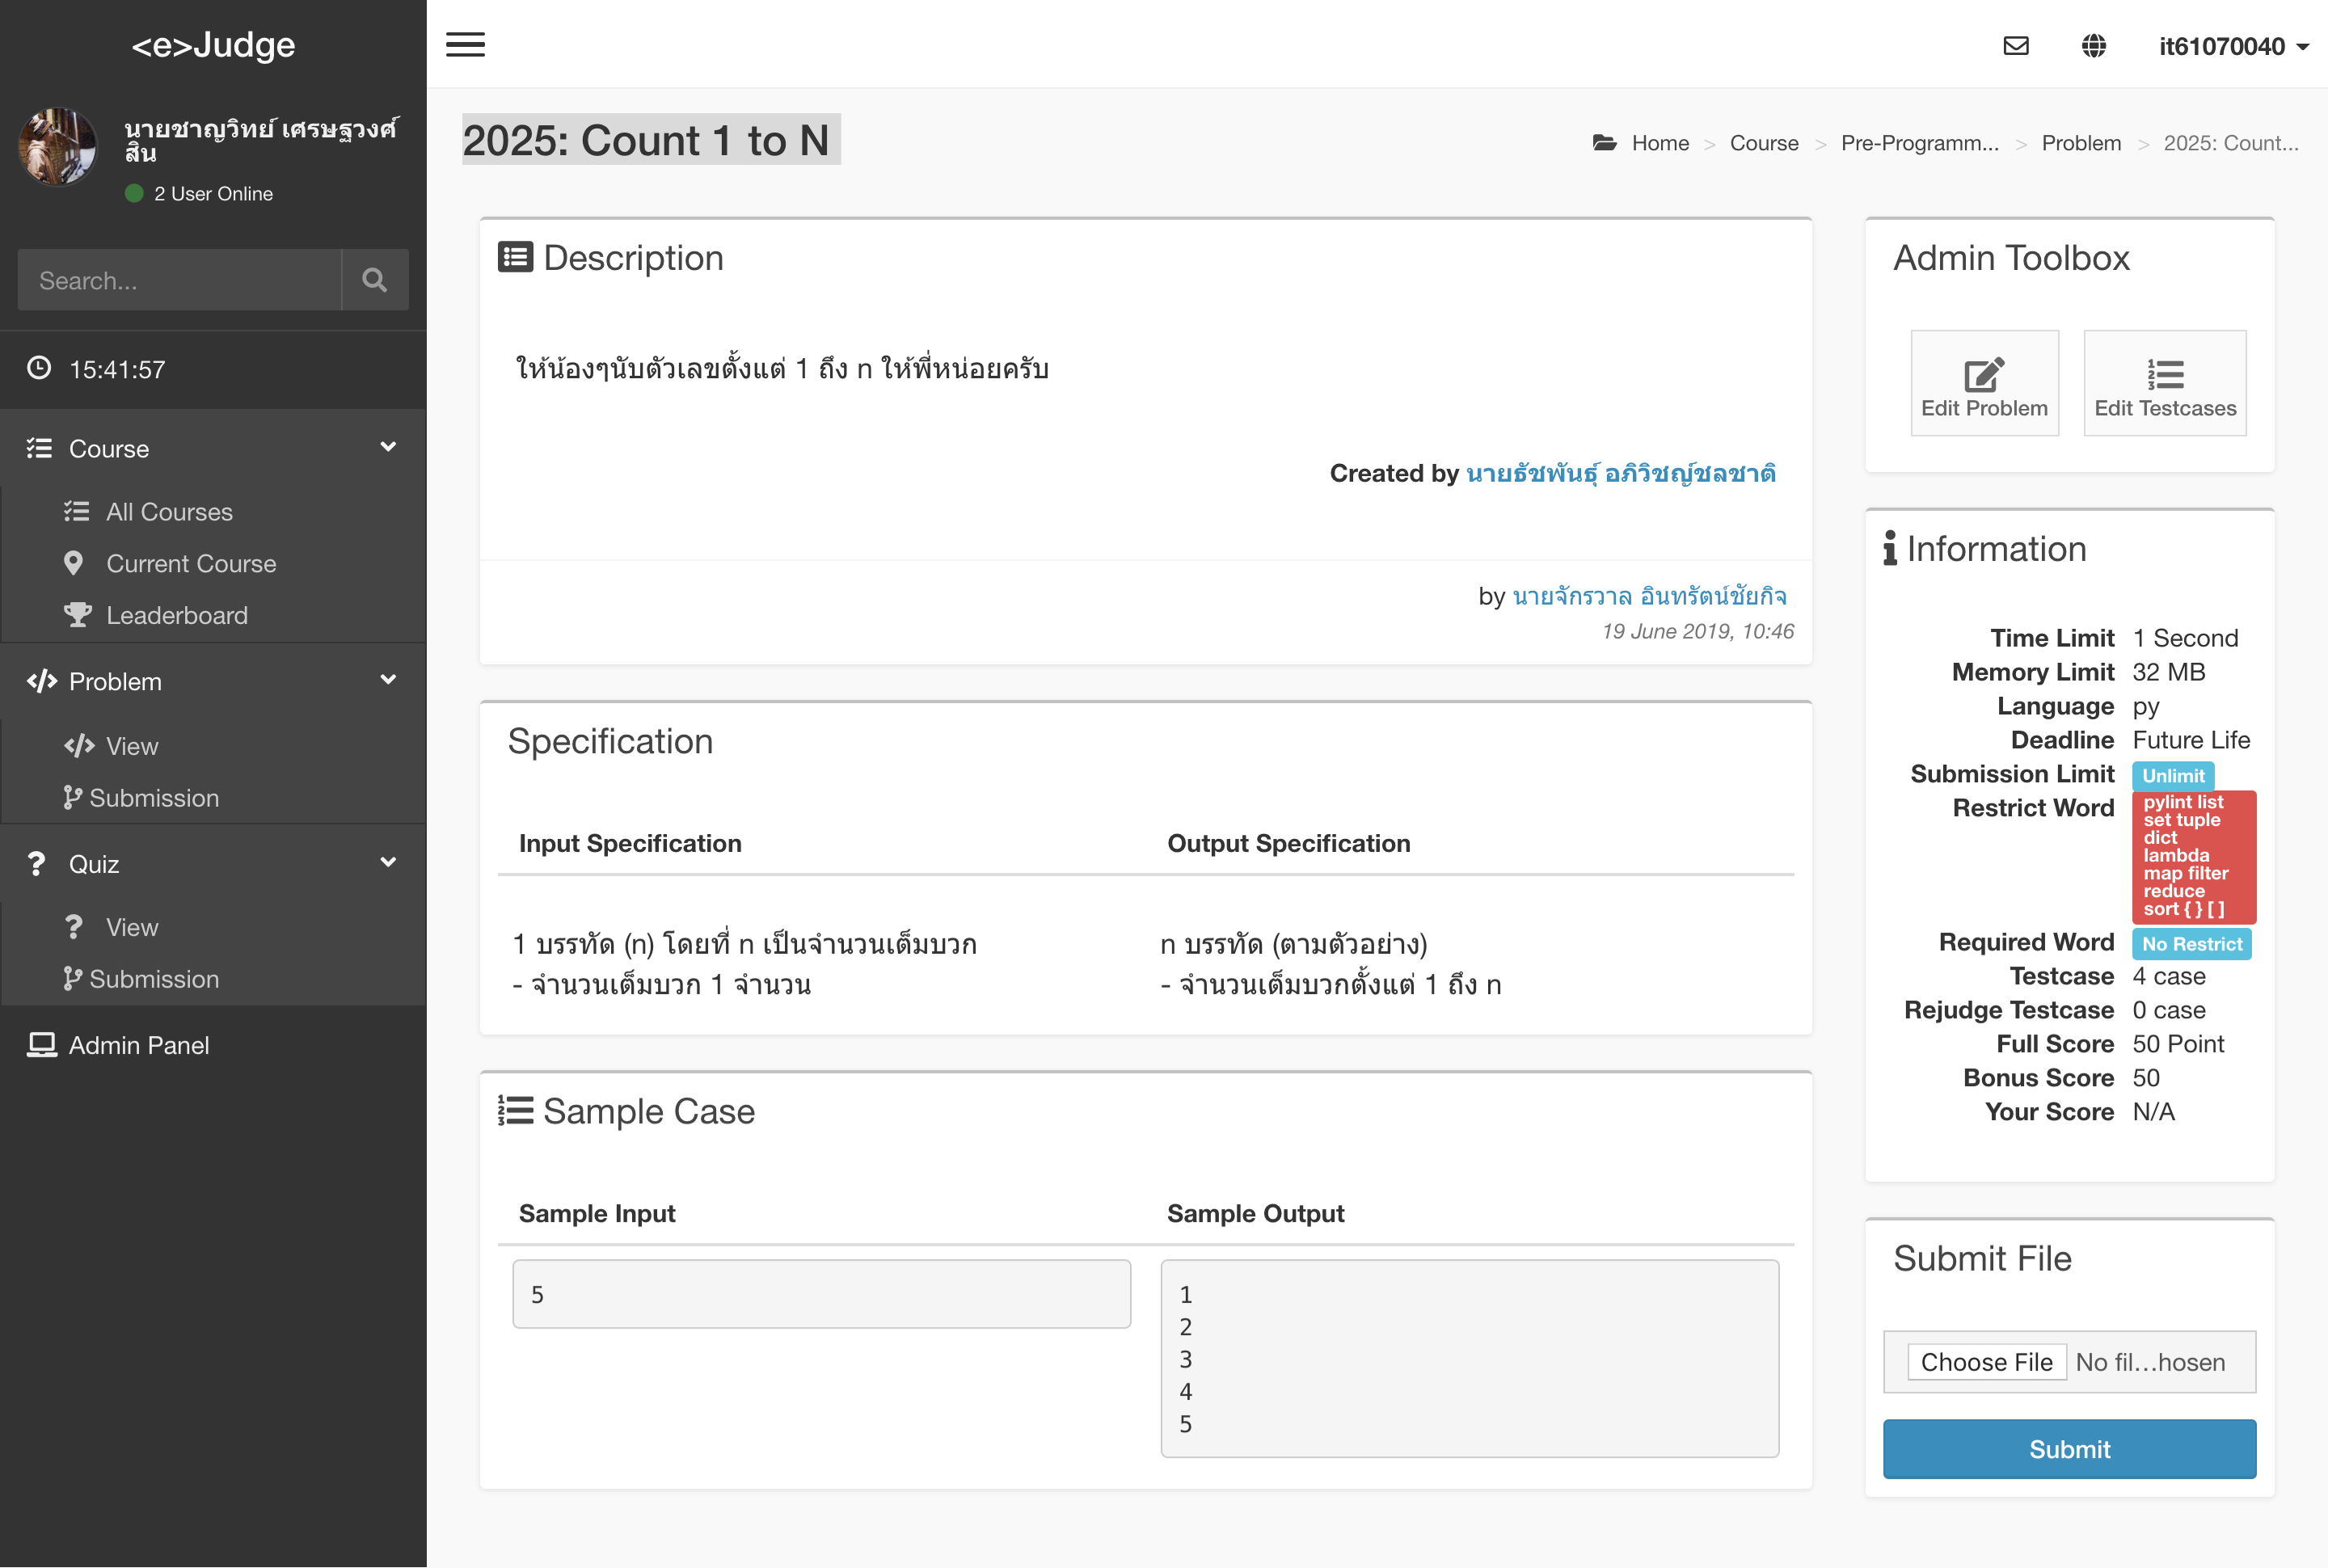 <e>Judge
นายชาญวิทย์ เศรษฐวงศ์
สิน
2 User Online
Search...
15:41:57
Course
All Courses
Current Course
Leaderboard
Problem
View
Submission
Quiz
View
Submission
Admin Panel
it61070040
2025: Count 1 to N
Home > Course > Pre-Programm... > Problem > 2025: Count...
Description
ให้น้องๆนับตัวเลขตั้งแต่ 1 ถึง n ให้พี่หน่อยครับ
Created by นายธัชพันธุ์ อภิวิชญ์ชลชาติ
by นายจักรวาล อินทรัตน์ชัยกิจ
19 June 2019, 10:46
Specification
Input Specification
Output Specification
1 บรรทัด (n) โดยที่ n เป็นจำนวนเต็มบวก
- จำนวนเต็มบวก 1 จำนวน
n บรรทัด (ตามตัวอย่าง)
- จำนวนเต็มบวกตั้งแต่ 1 ถึง n
Sample Case
Sample Input
Sample Output
5
1
2
3
4
5
Admin Toolbox
Edit Problem
Edit Testcases
Information
Time Limit 1 Second
Memory Limit 32 MB
Language py
Deadline Future Life
Submission Limit Unlimit
Restrict Word pylint list
set tuple
dict
lambda
map filter
reduce
sort { } [ ]
Required Word No Restrict
Testcase 4 case
Rejudge Testcase 0 case
Full Score 50 Point
Bonus Score 50
Your Score N/A
Submit File
Choose File No fil...hosen
Submit